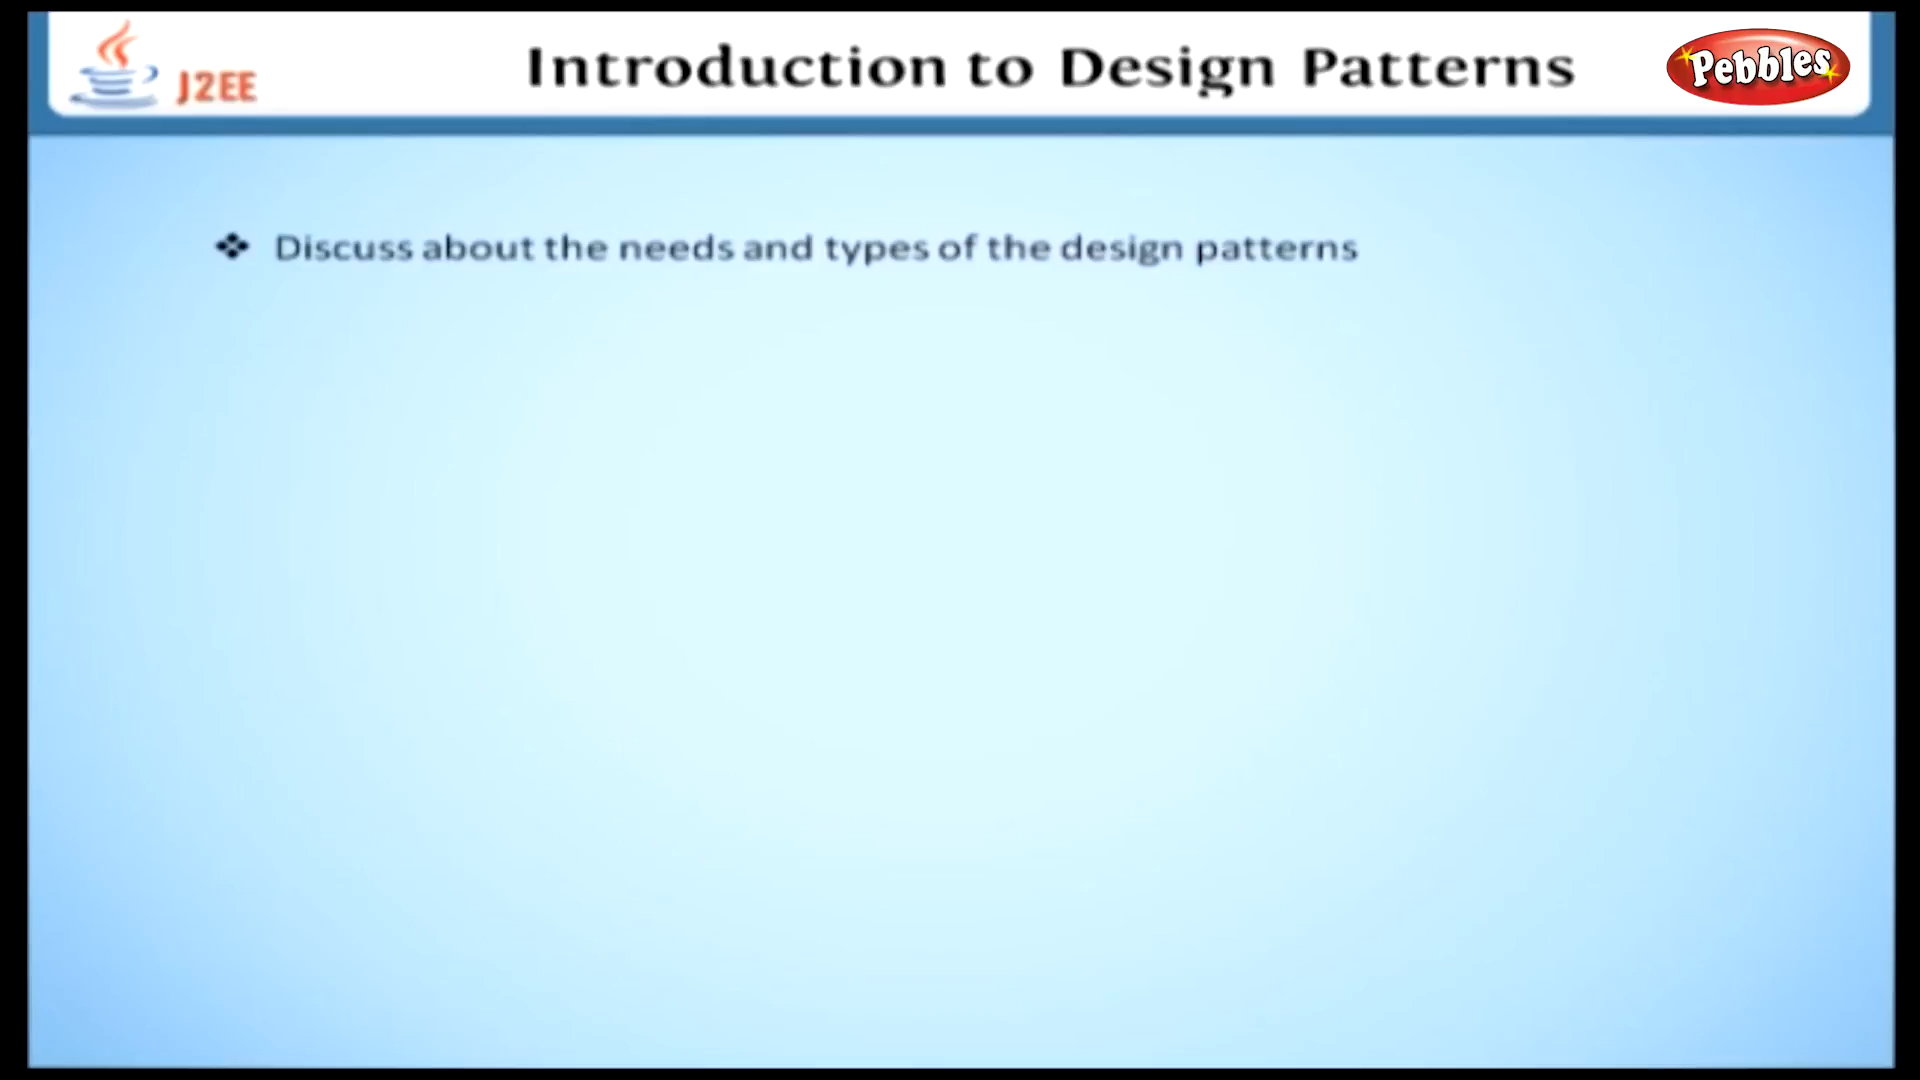 J2EE
Introduction to Design Patterns
Pebbles
❖ Discuss about the needs and types of the design patterns